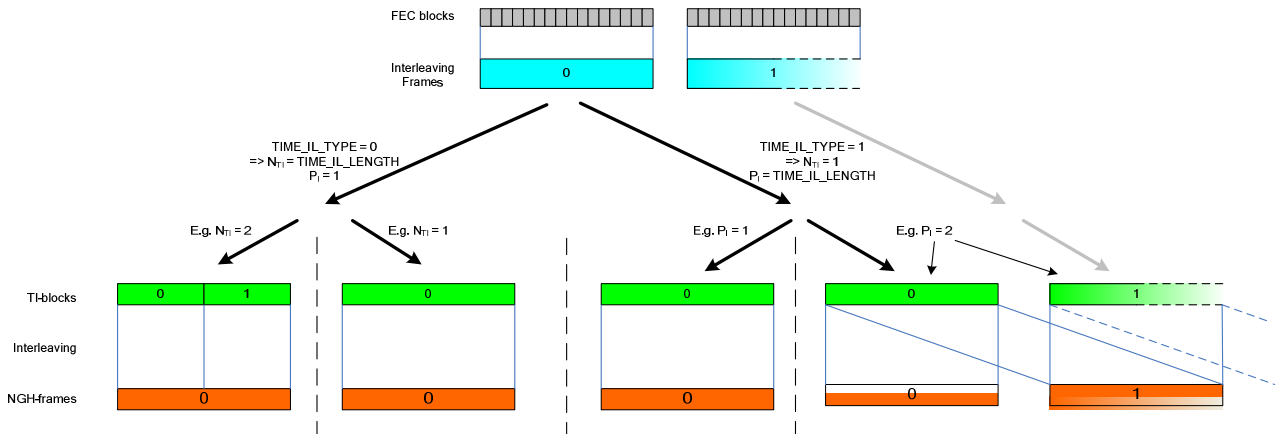 FEC blocks
Interleaving
Frames
0
1
TIME_IL_TYPE = 0
=> NTI = TIME_IL_LENGTH
PI = 1
TIME_IL_TYPE = 1
=> NTI = 1
PI = TIME_IL_LENGTH
E.g. NTI = 2
E.g. NTI = 1
E.g. PI = 1
E.g. PI = 2
TI-blocks
0
1
0
0
0
1
Interleaving
NGH-frames
0
0
0
0
1